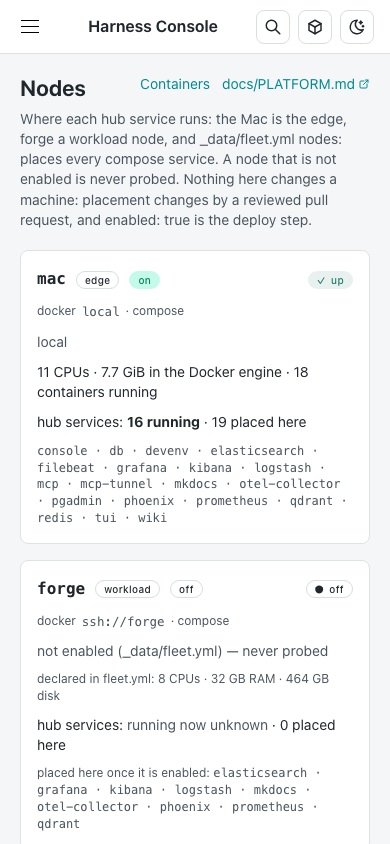 Harness Console
Nodes
Containers docs/PLATFORM.md
Where each hub service runs: the Mac is the edge,
forge a workload node, and _data/fleet.yml nodes:
places every compose service. A node that is not
enabled is never probed. Nothing here changes a
machine: placement changes by a reviewed pull
request, and enabled: true is the deploy step.
mac edge on ✓ up
docker local · compose
local
11 CPUs · 7.7 GiB in the Docker engine · 18
containers running
hub services: 16 running · 19 placed here
console · db · devenv · elasticsearch ·
filebeat · grafana · kibana · logstash ·
mcp · mcp-tunnel · mkdocs · otel-collector
· pgadmin · phoenix · prometheus · qdrant ·
redis · tui · wiki
forge workload off ● off
docker ssh://forge · compose
not enabled (_data/fleet.yml) — never probed
declared in fleet.yml: 8 CPUs · 32 GB RAM · 464 GB
disk
hub services: running now unknown · 0 placed
here
placed here once it is enabled: elasticsearch ·
grafana · kibana · logstash · mkdocs ·
otel-collector · phoenix · prometheus ·
qdrant